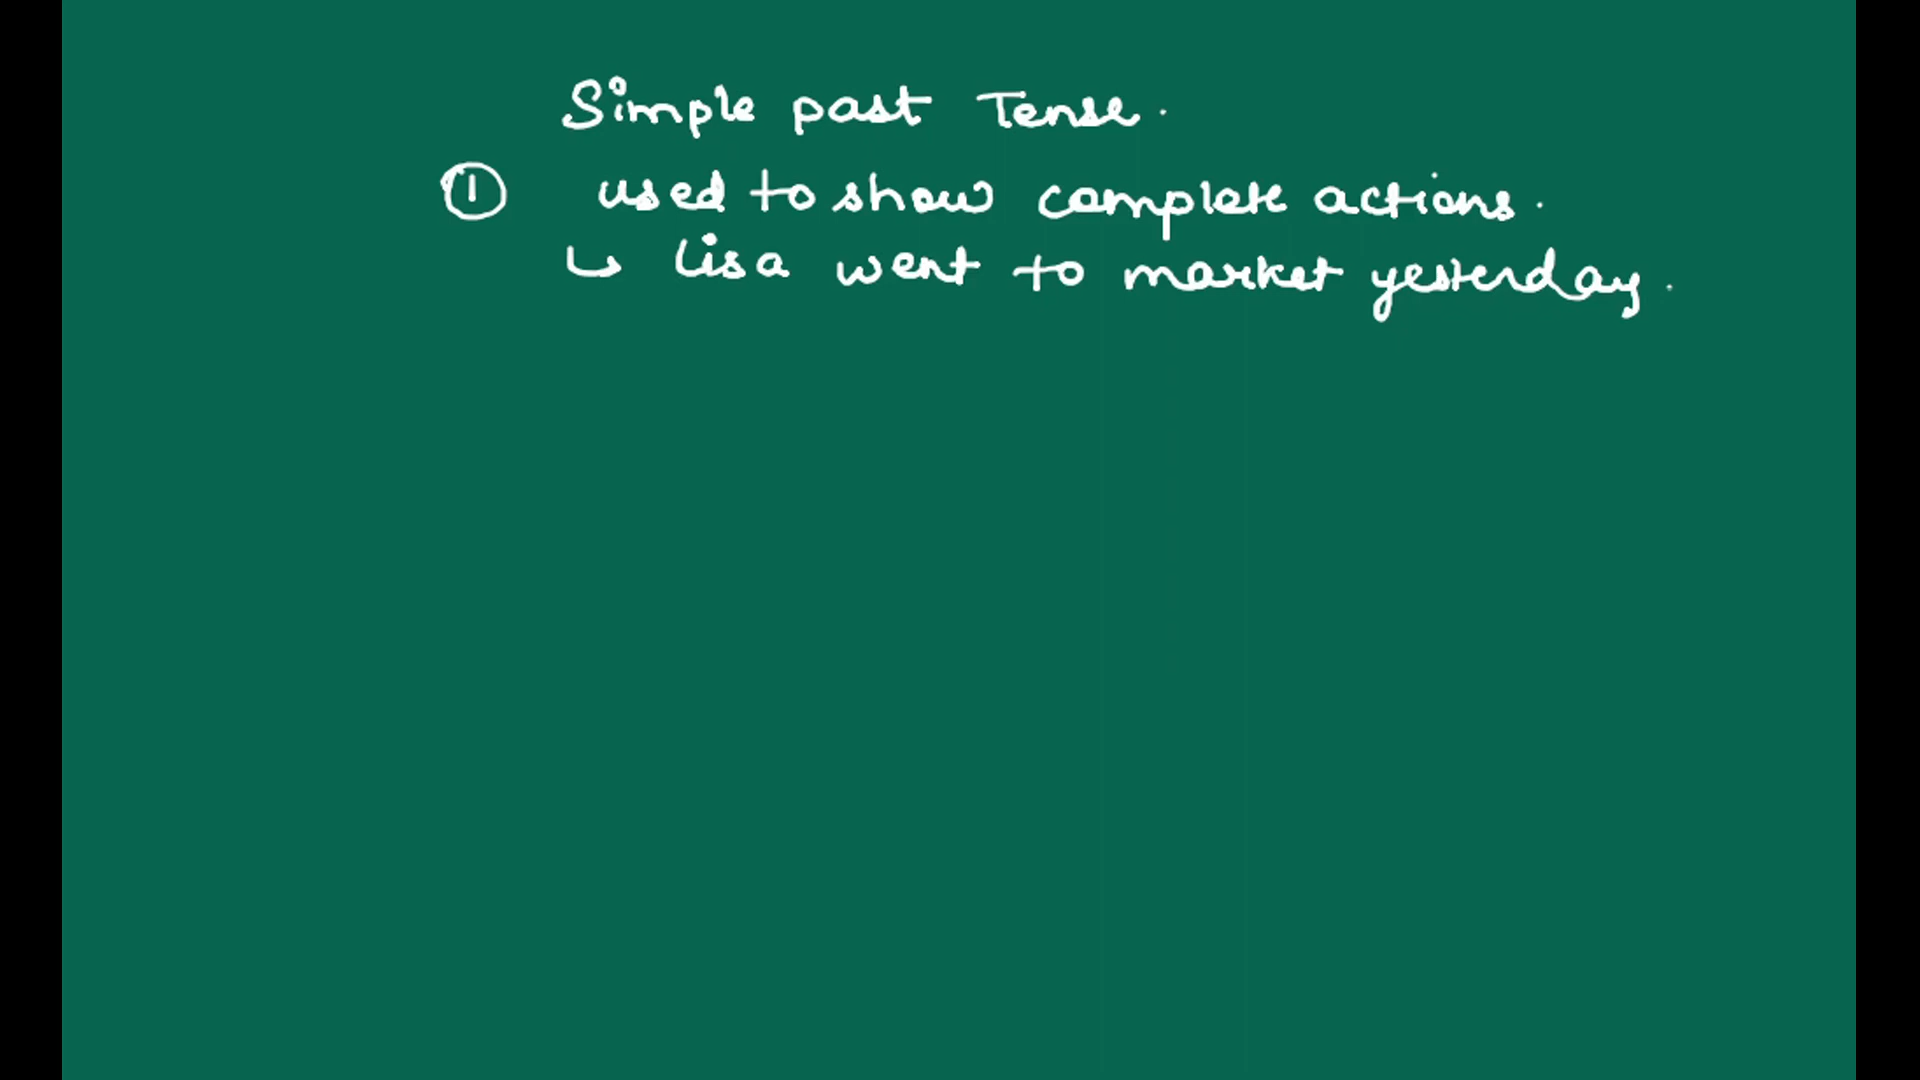 Simple past Tense.
① used to show complete actions.
↳ Lisa went to market yesterday.